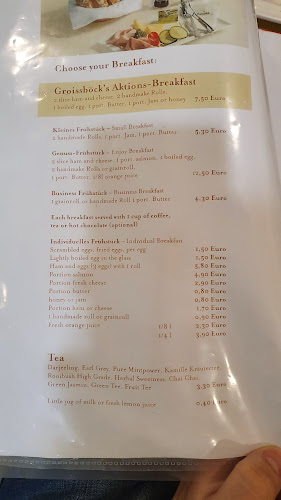 Choose your Breakfast:
Groissböck's Aktions-Breakfast
2 slice ham and cheese, 2 handmake Rolls
1 boiled egg, 1 port. Butter, 1 port. Jam or honey 7,50 Euro
Kleines Frühstück – Small Breakfast
2 handmade Rolls, 1 port. Jam, 1 port. Butter 5,30 Euro
Genuss-Frühstück – Enjoy Breakfast
2 slice ham and cheese, 1 port. salmon, 1 boiled egg,
2 handmade Rolls or grainroll,
1 port. Butter, 1/8l orange juice 12,50 Euro
Business Frühstück – Business Breakfast
1 grainroll or handmade Roll 1 port. Butter 4,30 Euro
Each breakfast served with 1 cup of coffee,
tea or hot chocolate (optional)
Individuelles Frühstück – Individual Breakfast
Scrambled eggs, fried eggs, per egg 1,50 Euro
Lightly boiled egg in the glass 1,50 Euro
Ham and eggs (3 eggs) with 1 roll 5,80 Euro
Portion salmon 4,90 Euro
Portion fresh cheese 2,90 Euro
Portion butter 0,80 Euro
honey or jam 0,80 Euro
Portion ham or cheese 1,70 Euro
1 handmade roll or grainroll 0,90 Euro
Fresh orange juice 1/8 l 2,50 Euro
1/4 l 3,90 Euro
Tea
Darjeeling, Earl Grey, Pure Mintpower, Kamille Kräutertee,
Rooibush High Grade, Herbal Sweetness, Chai Chai,
Green Jasmin, Green Tee, Fruit Tee 3,30 Euro
Little jug of milk or fresh lemon juice 0,40 Euro